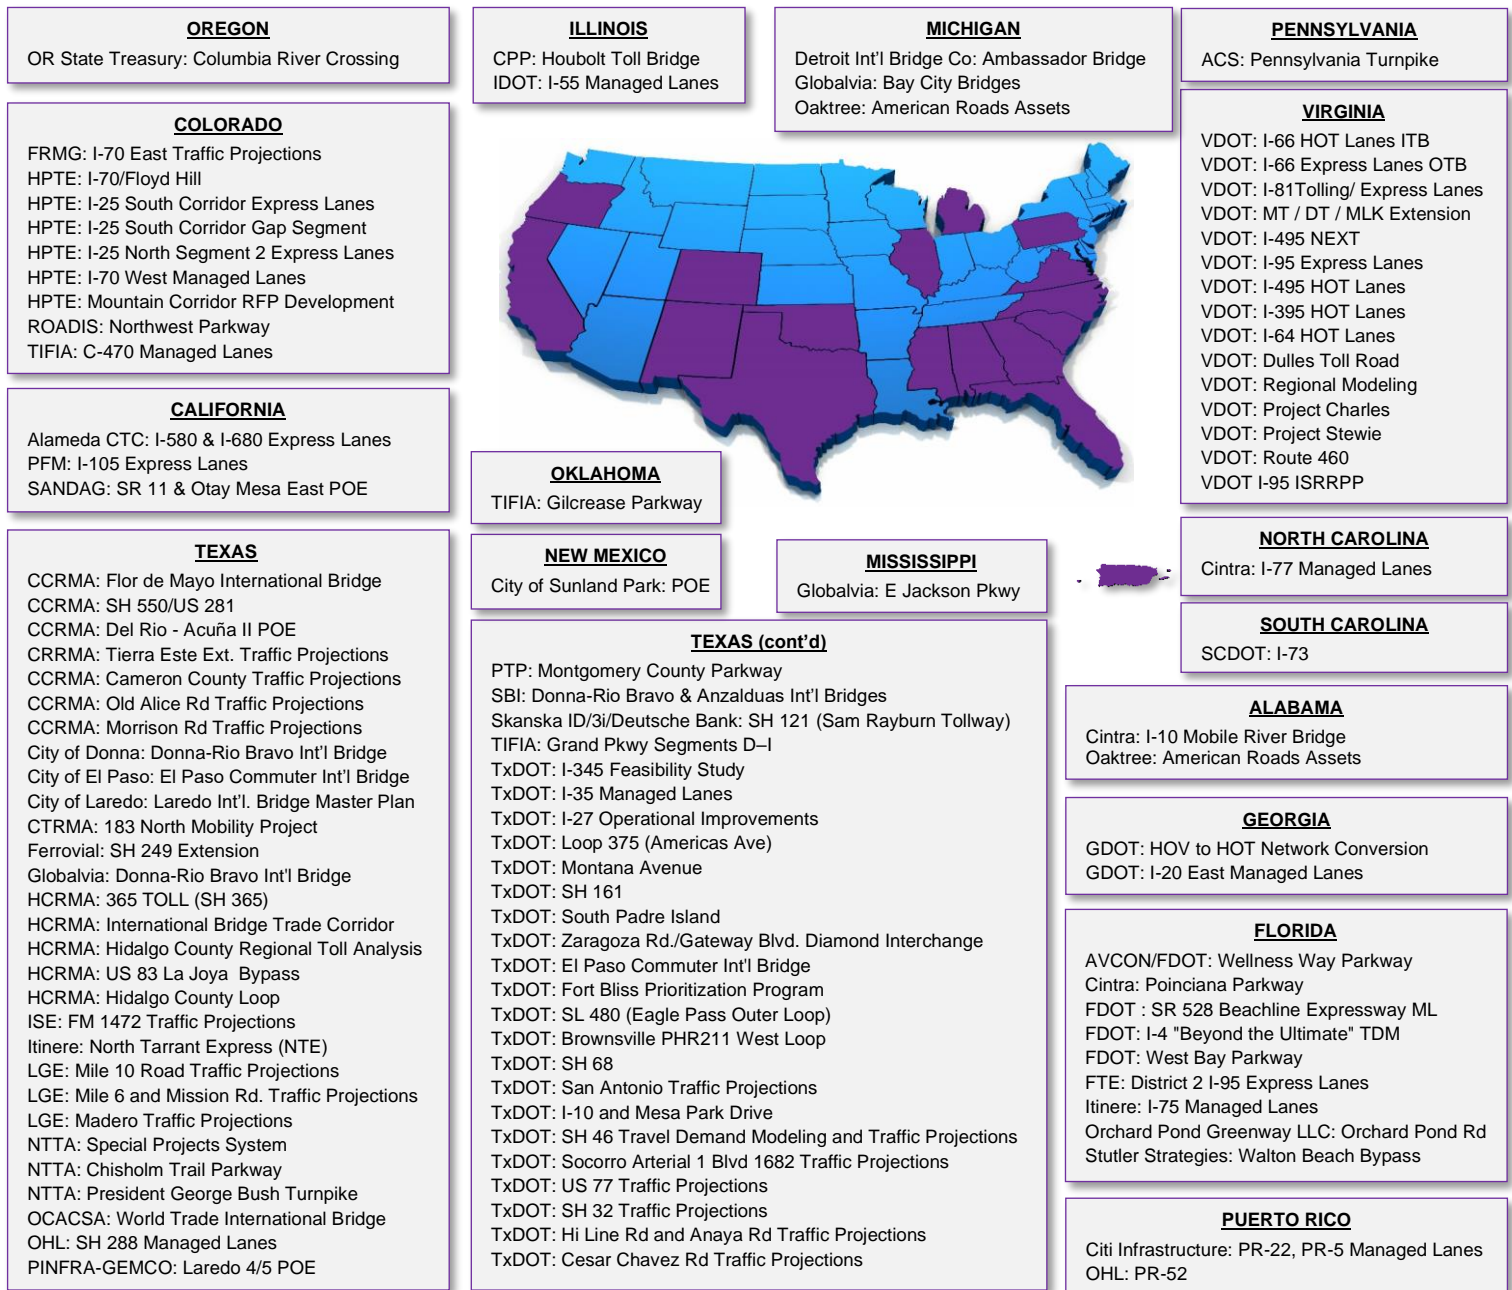 OREGON
OR State Treasury: Columbia River Crossing
ILLINOIS
CPP: Houbolt Toll Bridge
IDOT: I-55 Managed Lanes
MICHIGAN
Detroit Int'l Bridge Co: Ambassador Bridge
Globalvia: Bay City Bridges
Oaktree: American Roads Assets
PENNSYLVANIA
ACS: Pennsylvania Turnpike
COLORADO
FRMG: I-70 East Traffic Projections
HPTE: I-70/Floyd Hill
HPTE: I-25 South Corridor Express Lanes
HPTE: I-25 South Corridor Gap Segment
HPTE: I-25 North Segment 2 Express Lanes
HPTE: I-70 West Managed Lanes
HPTE: Mountain Corridor RFP Development
ROADIS: Northwest Parkway
TIFIA: C-470 Managed Lanes
VIRGINIA
VDOT: I-66 HOT Lanes ITB
VDOT: I-66 Express Lanes OTB
VDOT: I-81Tolling/ Express Lanes
VDOT: MT / DT / MLK Extension
VDOT: I-495 NEXT
VDOT: I-95 Express Lanes
VDOT: I-495 HOT Lanes
VDOT: I-395 HOT Lanes
VDOT: I-64 HOT Lanes
VDOT: Dulles Toll Road
VDOT: Regional Modeling
VDOT: Project Charles
VDOT: Project Stewie
VDOT: Route 460
VDOT I-95 ISRRPP
CALIFORNIA
Alameda CTC: I-580 & I-680 Express Lanes
PFM: I-105 Express Lanes
SANDAG: SR 11 & Otay Mesa East POE
OKLAHOMA
TIFIA: Gilcrease Parkway
NEW MEXICO
City of Sunland Park: POE
MISSISSIPPI
Globalvia: E Jackson Pkwy
NORTH CAROLINA
Cintra: I-77 Managed Lanes
SOUTH CAROLINA
SCDOT: I-73
TEXAS
CCRMA: Flor de Mayo International Bridge
CCRMA: SH 550/US 281
CCRMA: Del Rio - Acuña II POE
CRRMA: Tierra Este Ext. Traffic Projections
CCRMA: Cameron County Traffic Projections
CCRMA: Old Alice Rd Traffic Projections
CCRMA: Morrison Rd Traffic Projections
City of Donna: Donna-Rio Bravo Int'l Bridge
City of El Paso: El Paso Commuter Int'l Bridge
City of Laredo: Laredo Int'l. Bridge Master Plan
CTRMA: 183 North Mobility Project
Ferrovial: SH 249 Extension
Globalvia: Donna-Rio Bravo Int'l Bridge
HCRMA: 365 TOLL (SH 365)
HCRMA: International Bridge Trade Corridor
HCRMA: Hidalgo County Regional Toll Analysis
HCRMA: US 83 La Joya  Bypass
HCRMA: Hidalgo County Loop
ISE: FM 1472 Traffic Projections
Itinere: North Tarrant Express (NTE)
LGE: Mile 10 Road Traffic Projections
LGE: Mile 6 and Mission Rd. Traffic Projections
LGE: Madero Traffic Projections
NTTA: Special Projects System
NTTA: Chisholm Trail Parkway
NTTA: President George Bush Turnpike
OCACSA: World Trade International Bridge
OHL: SH 288 Managed Lanes
PINFRA-GEMCO: Laredo 4/5 POE
TEXAS (cont'd)
PTP: Montgomery County Parkway
SBI: Donna-Rio Bravo & Anzalduas Int'l Bridges
Skanska ID/3i/Deutsche Bank: SH 121 (Sam Rayburn Tollway)
TIFIA: Grand Pkwy Segments D–I
TxDOT: I-345 Feasibility Study
TxDOT: I-35 Managed Lanes
TxDOT: I-27 Operational Improvements
TxDOT: Loop 375 (Americas Ave)
TxDOT: Montana Avenue
TxDOT: SH 161
TxDOT: South Padre Island
TxDOT: Zaragoza Rd./Gateway Blvd. Diamond Interchange
TxDOT: El Paso Commuter Int'l Bridge
TxDOT: Fort Bliss Prioritization Program
TxDOT: SL 480 (Eagle Pass Outer Loop)
TxDOT: Brownsville PHR211 West Loop
TxDOT: SH 68
TxDOT: San Antonio Traffic Projections
TxDOT: I-10 and Mesa Park Drive
TxDOT: SH 46 Travel Demand Modeling and Traffic Projections
TxDOT: Socorro Arterial 1 Blvd 1682 Traffic Projections
TxDOT: US 77 Traffic Projections
TxDOT: SH 32 Traffic Projections
TxDOT: Hi Line Rd and Anaya Rd Traffic Projections
TxDOT: Cesar Chavez Rd Traffic Projections
ALABAMA
Cintra: I-10 Mobile River Bridge
Oaktree: American Roads Assets
GEORGIA
GDOT: HOV to HOT Network Conversion
GDOT: I-20 East Managed Lanes
FLORIDA
AVCON/FDOT: Wellness Way Parkway
Cintra: Poinciana Parkway
FDOT : SR 528 Beachline Expressway ML
FDOT: I-4 "Beyond the Ultimate" TDM
FDOT: West Bay Parkway
FTE: District 2 I-95 Express Lanes
Itinere: I-75 Managed Lanes
Orchard Pond Greenway LLC: Orchard Pond Rd
Stutler Strategies: Walton Beach Bypass
PUERTO RICO
Citi Infrastructure: PR-22, PR-5 Managed Lanes
OHL: PR-52